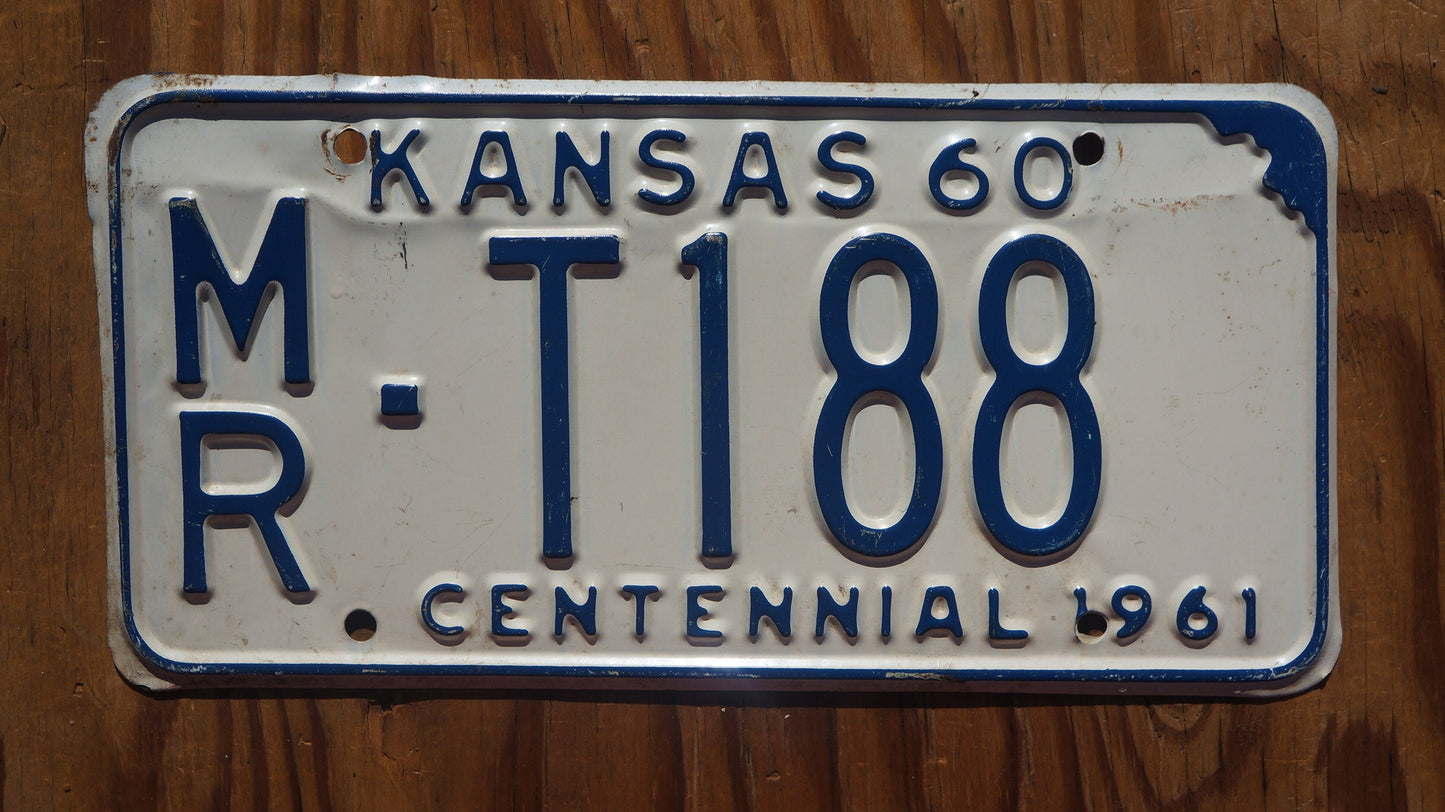 KANSAS 60
MR-T188
CENTENNIAL 1961